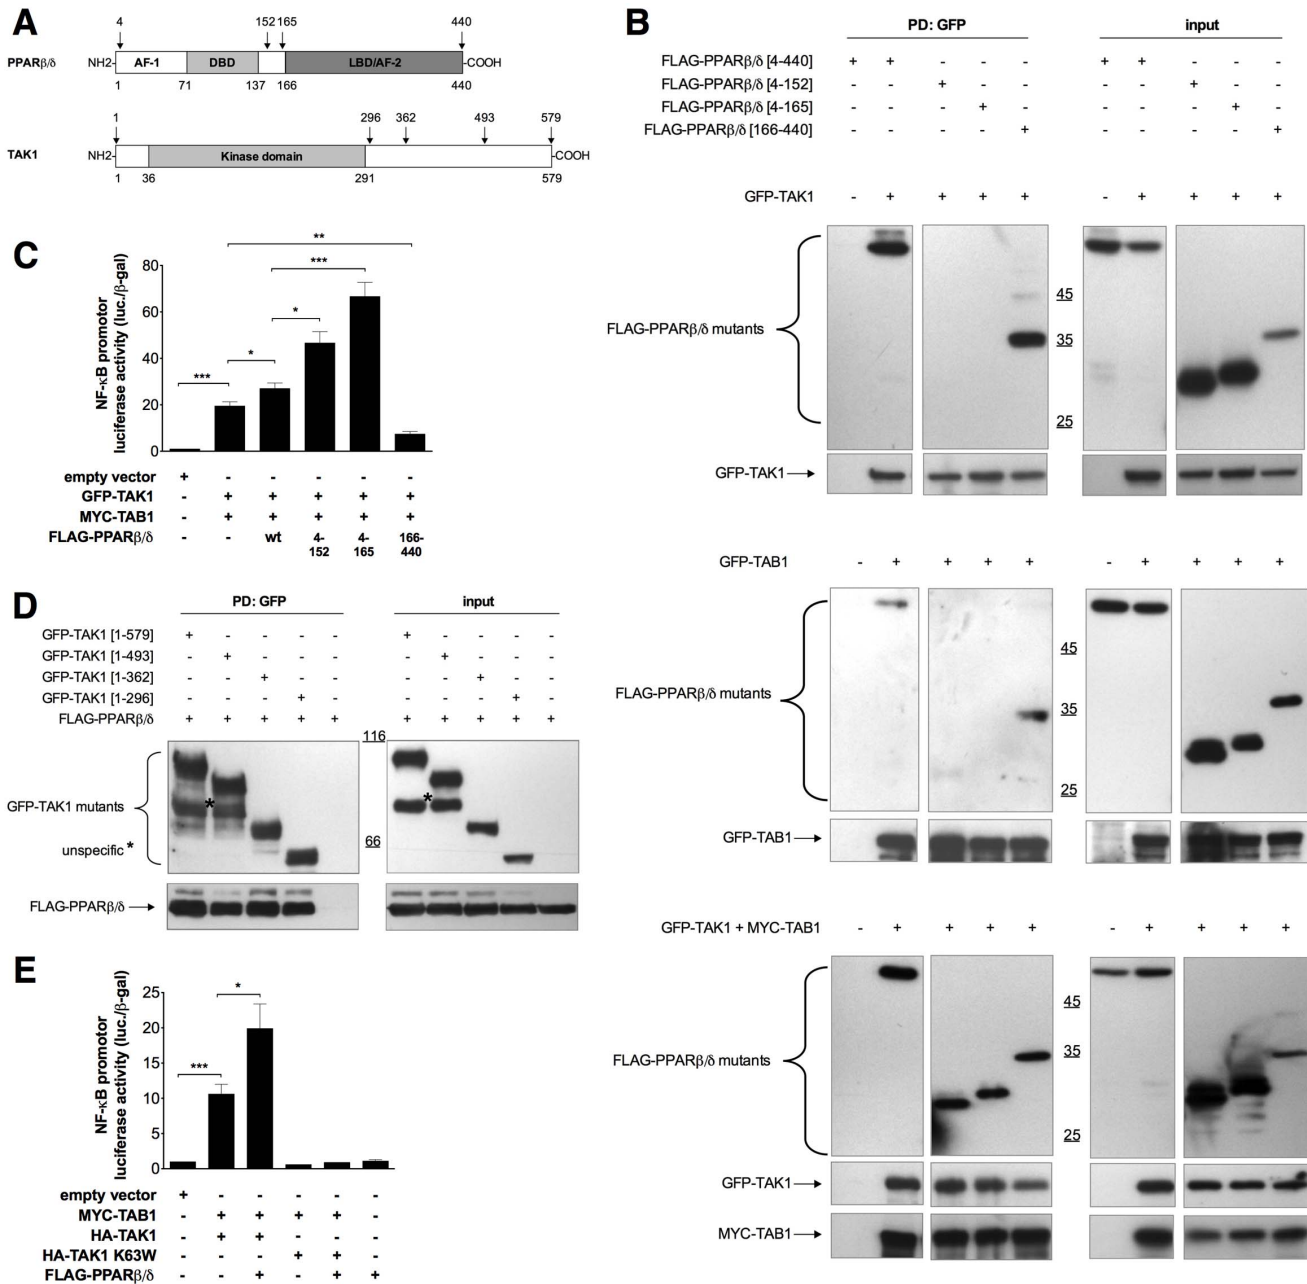 A
4 152 165 440
PPARβ/δ NH2- AF-1 DBD LBD/AF-2 -COOH
1 71 137 166 440
1 296 362 493 579
TAK1 NH2- Kinase domain -COOH
1 36 291 579
B
PD: GFP input
FLAG-PPARβ/δ [4-440] + + - - - + + - - -
FLAG-PPARβ/δ [4-152] - - + - - - - + - -
FLAG-PPARβ/δ [4-165] - - - + - - - - + -
FLAG-PPARβ/δ [166-440] - - - - + - - - - +
GFP-TAK1 - + + + + - + + + +
FLAG-PPARβ/δ mutants
45
35
25
GFP-TAK1
GFP-TAB1 - + + + + - + + + +
FLAG-PPARβ/δ mutants
45
35
25
GFP-TAB1
GFP-TAK1 + MYC-TAB1 - + + + + - + + + +
FLAG-PPARβ/δ mutants
45
35
25
GFP-TAK1
MYC-TAB1
C
NF-κB promotor
luciferase activity (luc./β-gal)
80
60
40
20
0
**
***
*
*
***
empty vector + - - - - -
GFP-TAK1 - + + + + +
MYC-TAB1 - + + + + +
FLAG-PPARβ/δ - - wt 4-152 4-165 166-440
D
PD: GFP input
GFP-TAK1 [1-579] + - - - - + - - - -
GFP-TAK1 [1-493] - + - - - - + - - -
GFP-TAK1 [1-362] - - + - - - - + - -
GFP-TAK1 [1-296] - - - + - - - - + -
FLAG-PPARβ/δ + + + + + + + + + +
116
GFP-TAK1 mutants * *
66
unspecific *
FLAG-PPARβ/δ
E
NF-κB promotor
luciferase activity (luc./β-gal)
25
20
15
10
5
0
*
***
empty vector + - - - - -
MYC-TAB1 - + + + + -
HA-TAK1 - + + - - -
HA-TAK1 K63W - - - + + -
FLAG-PPARβ/δ - - + - + +